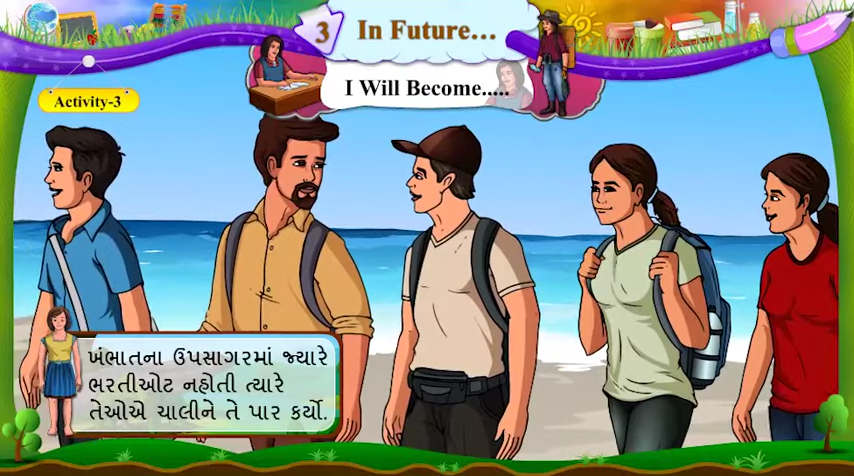 3 In Future...
I Will Become.....
Activity-3
ખંભાતના ઉપસાગરમાં જ્યારે
ભરતીઓટ નહોતી ત્યારે
તેઓએ ચાલીને તે પાર કર્યો.